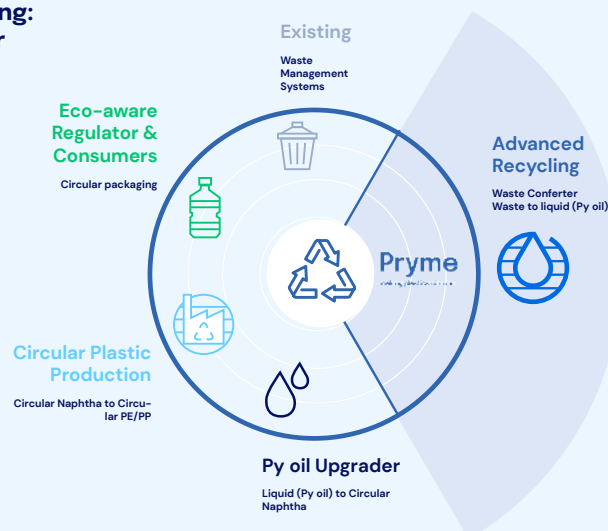 ng:
r
Existing
Waste
Management
Systems
Eco-aware
Regulator &
Consumers
Circular packaging
Advanced
Recycling
Waste Conferter
Waste to liquid (Py oil)
Pryme
Circular Plastic
Production
Circular Naphtha to Circu-
lar PE/PP
Py oil Upgrader
Liquid (Py oil) to Circular
Naphtha